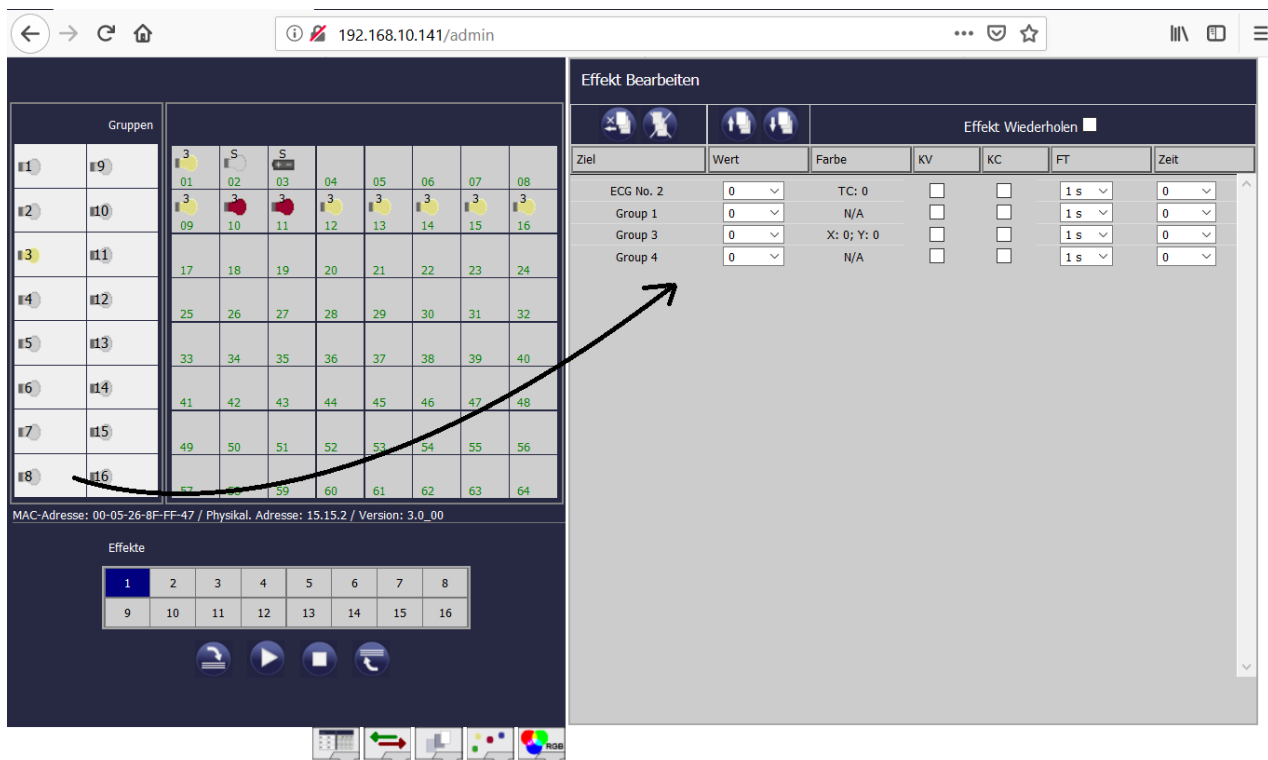 192.168.10.141/admin
Effekt Bearbeiten
Gruppen
Effekt Wiederholen
Ziel Wert Farbe KV KC FT Zeit
ECG No. 2 0 TC: 0 1 s 0
Group 1 0 N/A 1 s 0
Group 3 0 X: 0; Y: 0 1 s 0
Group 4 0 N/A 1 s 0
1 9
2 10
3 11
4 12
5 13
6 14
7 15
8 16
3 S S
01 02 03 04 05 06 07 08
3 3 3 3 3 3 3 3
09 10 11 12 13 14 15 16
17 18 19 20 21 22 23 24
25 26 27 28 29 30 31 32
33 34 35 36 37 38 39 40
41 42 43 44 45 46 47 48
49 50 51 52 53 54 55 56
57 58 59 60 61 62 63 64
MAC-Adresse: 00-05-26-8F-FF-47 / Physikal. Adresse: 15.15.2 / Version: 3.0_00
Effekte
1 2 3 4 5 6 7 8
9 10 11 12 13 14 15 16
RGB